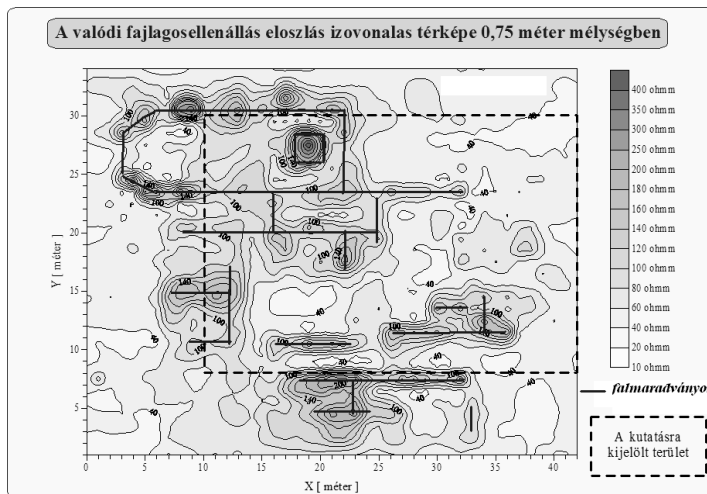 A valódi fajlagosellenállás eloszlás izovonalas térképe 0,75 méter mélységben
400 ohmm
350 ohmm
300 ohmm
250 ohmm
200 ohmm
180 ohmm
160 ohmm
140 ohmm
120 ohmm
100 ohmm
80 ohmm
60 ohmm
40 ohmm
20 ohmm
10 ohmm
falmaradványo
A kutatásra
kijelölt terület
Y [ méter ]
30
25
20
15
10
5
0 5 10 15 20 25 30 35 40
X [ méter ]